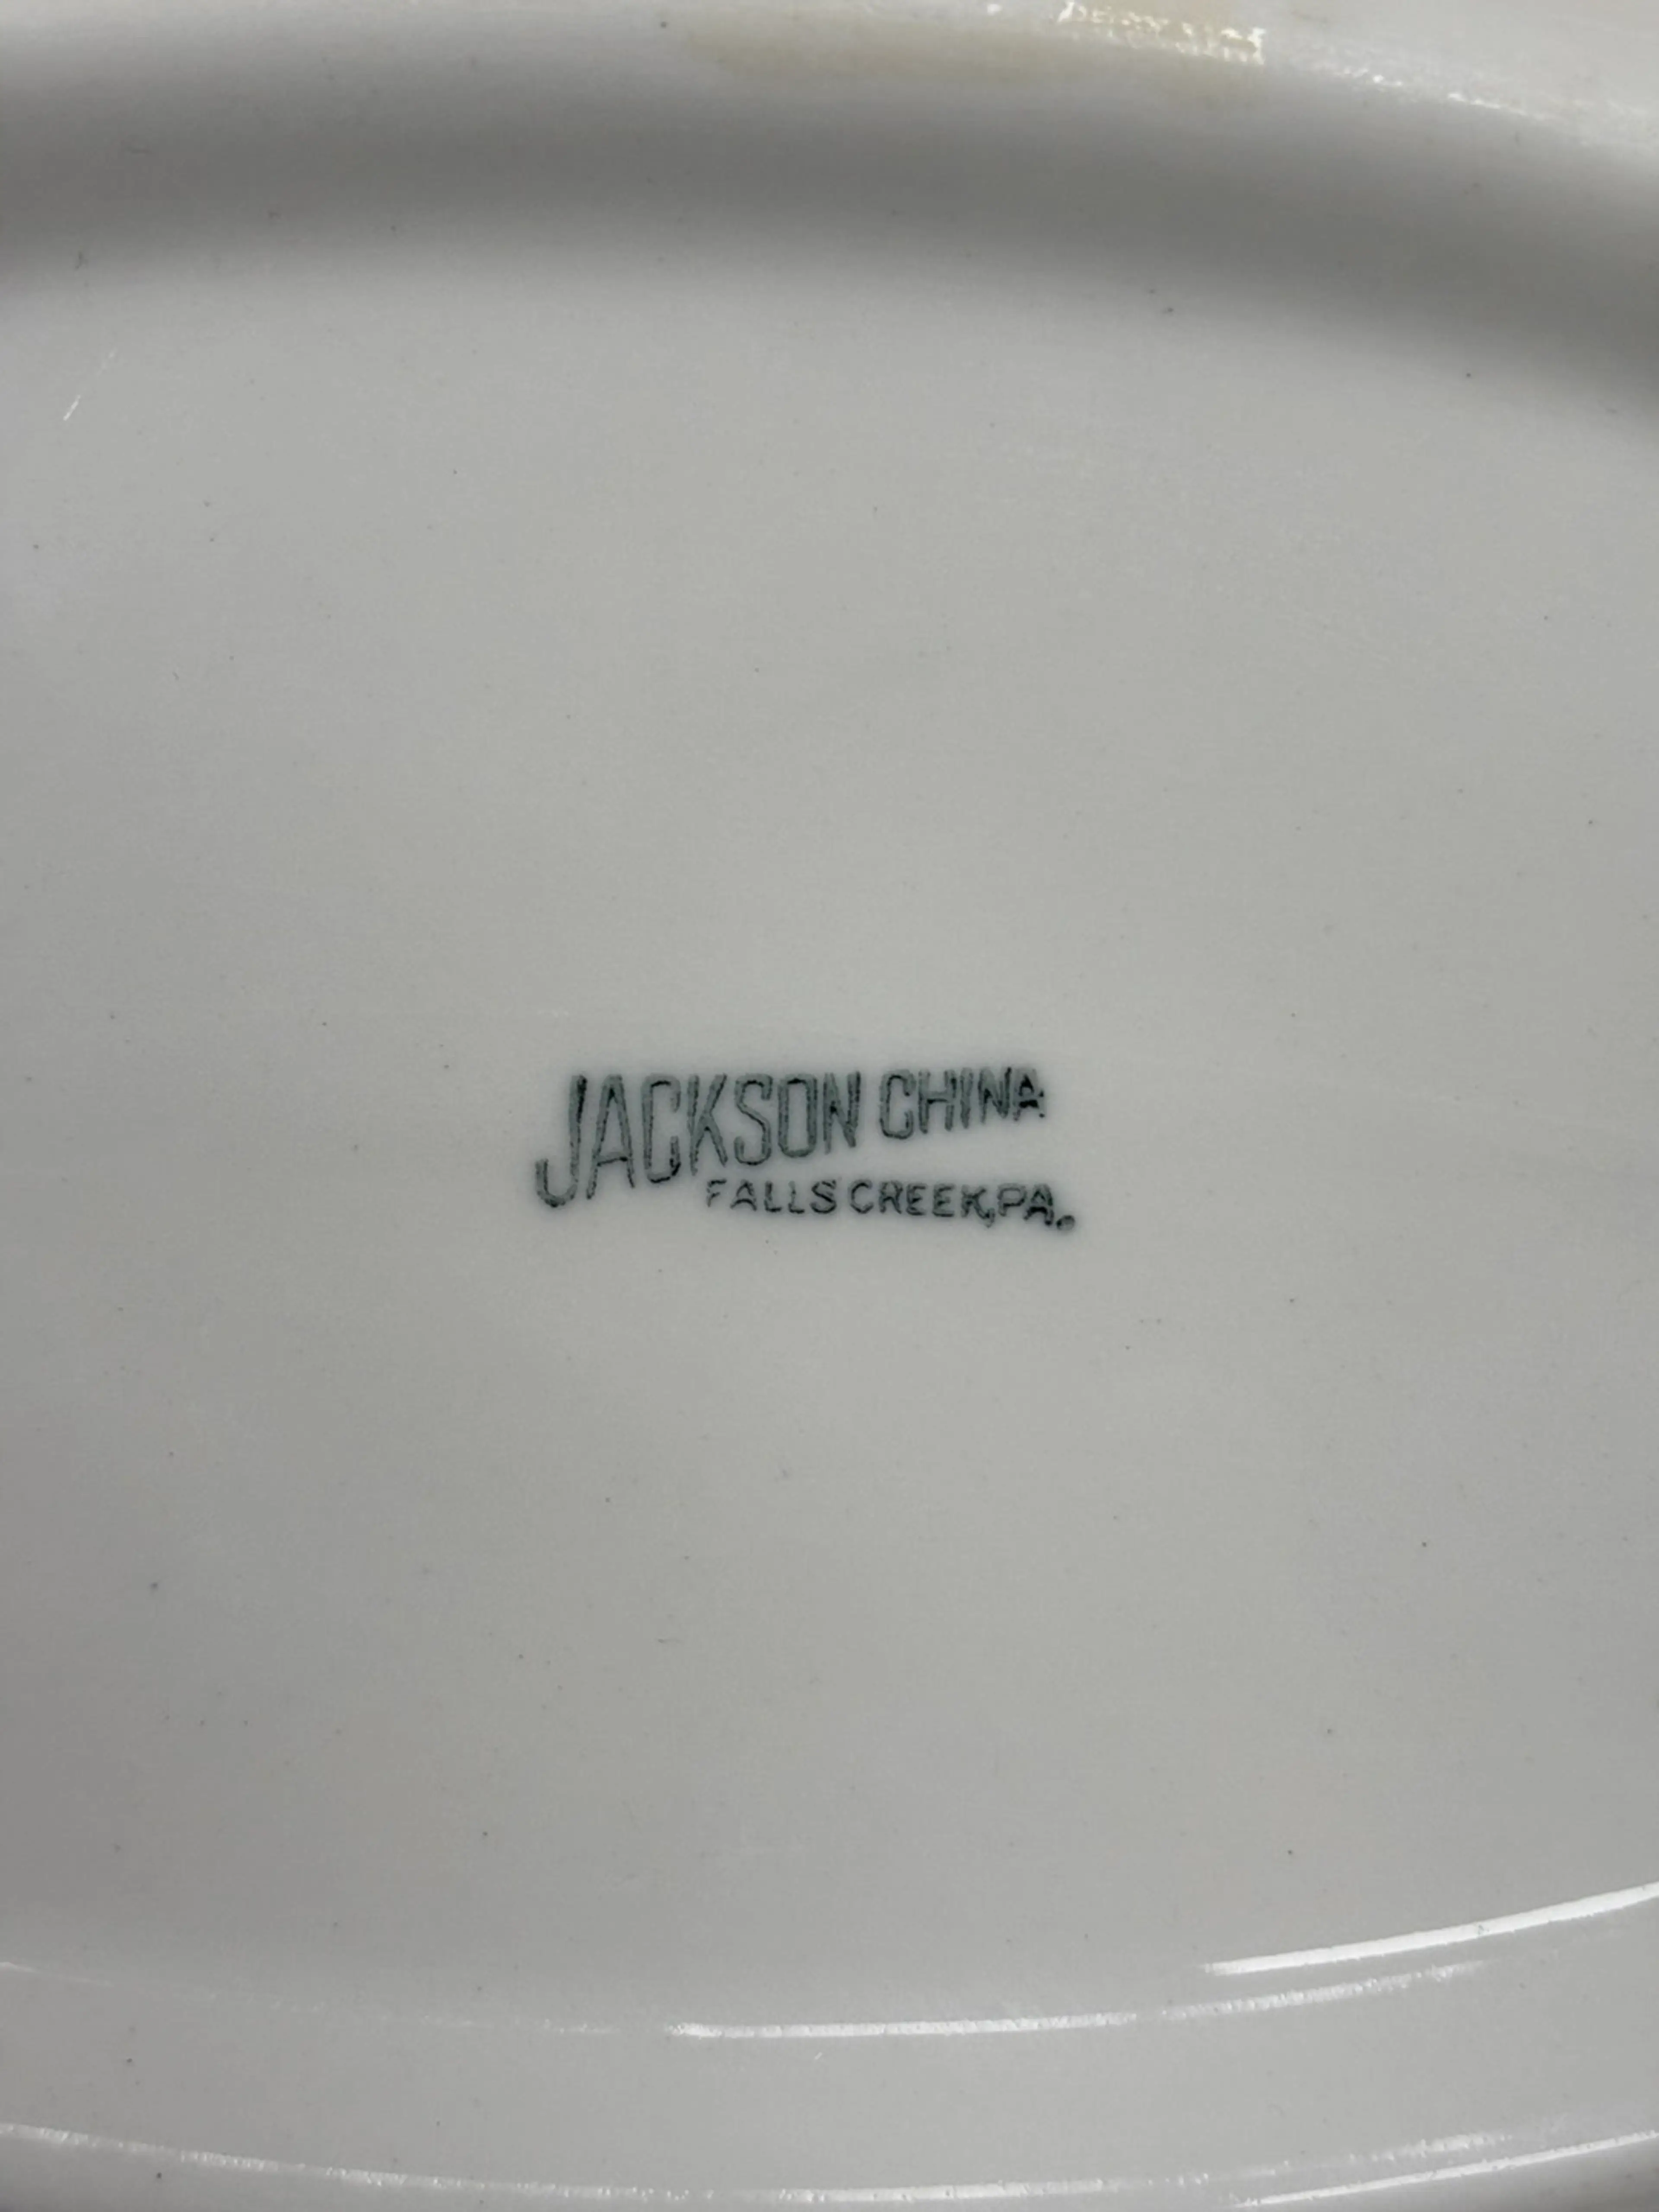 JACKSON CHINA
FALLS CREEK, PA.